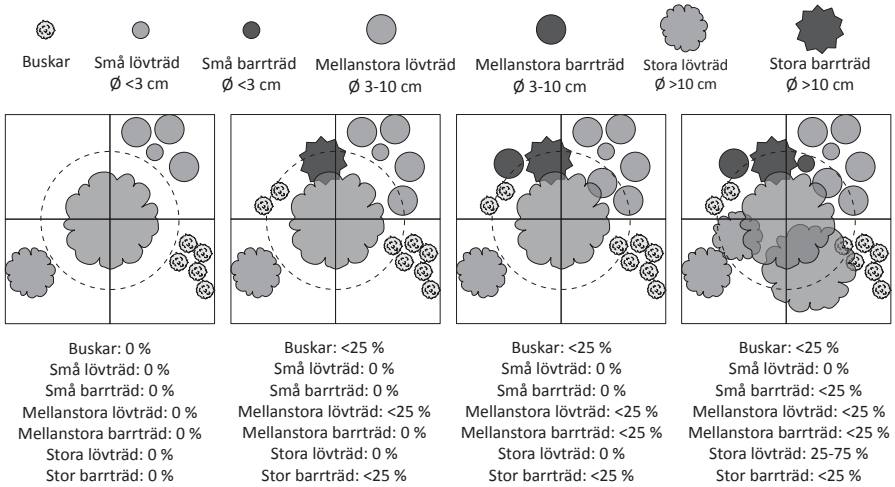 Buskar
Små lövträd
Ø <3 cm
Små barrträd
Ø <3 cm
Mellanstora lövträd
Ø 3-10 cm
Mellanstora barrträd
Ø 3-10 cm
Stora lövträd
Ø >10 cm
Stora barrträd
Ø >10 cm
Buskar: 0 %
Små lövträd: 0 %
Små barrträd: 0 %
Mellanstora lövträd: 0 %
Mellanstora barrträd: 0 %
Stora lövträd: 0 %
Stor barrträd: 0 %
Buskar: <25 %
Små lövträd: 0 %
Små barrträd: 0 %
Mellanstora lövträd: <25 %
Mellanstora barrträd: 0 %
Stora lövträd: 0 %
Stor barrträd: <25 %
Buskar: <25 %
Små lövträd: 0 %
Små barrträd: 0 %
Mellanstora lövträd: <25 %
Mellanstora barrträd: <25 %
Stora lövträd: 0 %
Stor barrträd: <25 %
Buskar: <25 %
Små lövträd: 0 %
Små barrträd: <25 %
Mellanstora lövträd: <25 %
Mellanstora barrträd: <25 %
Stora lövträd: 25-75 %
Stor barrträd: <25 %